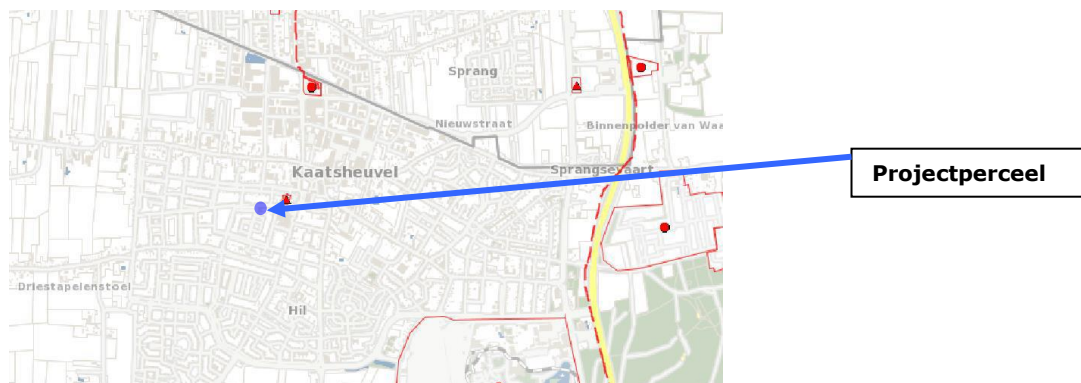 Sprang
Nieuwstraat
Binnenpolder van Waa
Kaatsheuvel
Sprangsevaart
Projectperceel
Driestapelenstoel
Hil